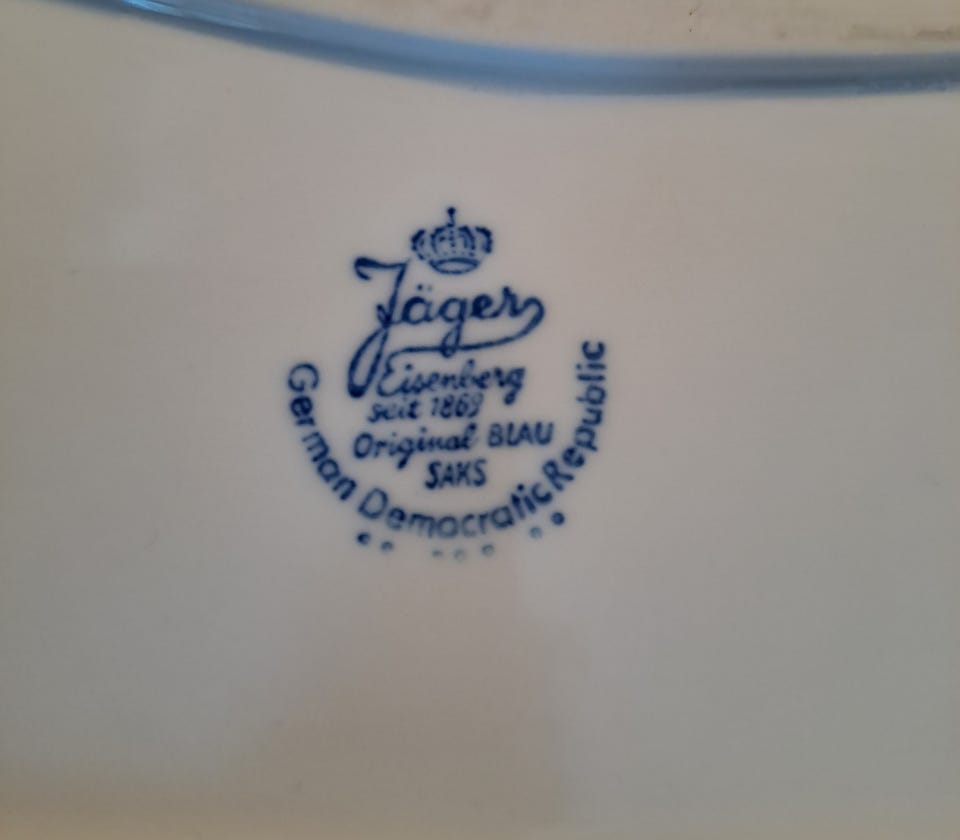 Jäger
Eisenberg
seit 1869
Original BLAU
SAKS
German Democratic Republic